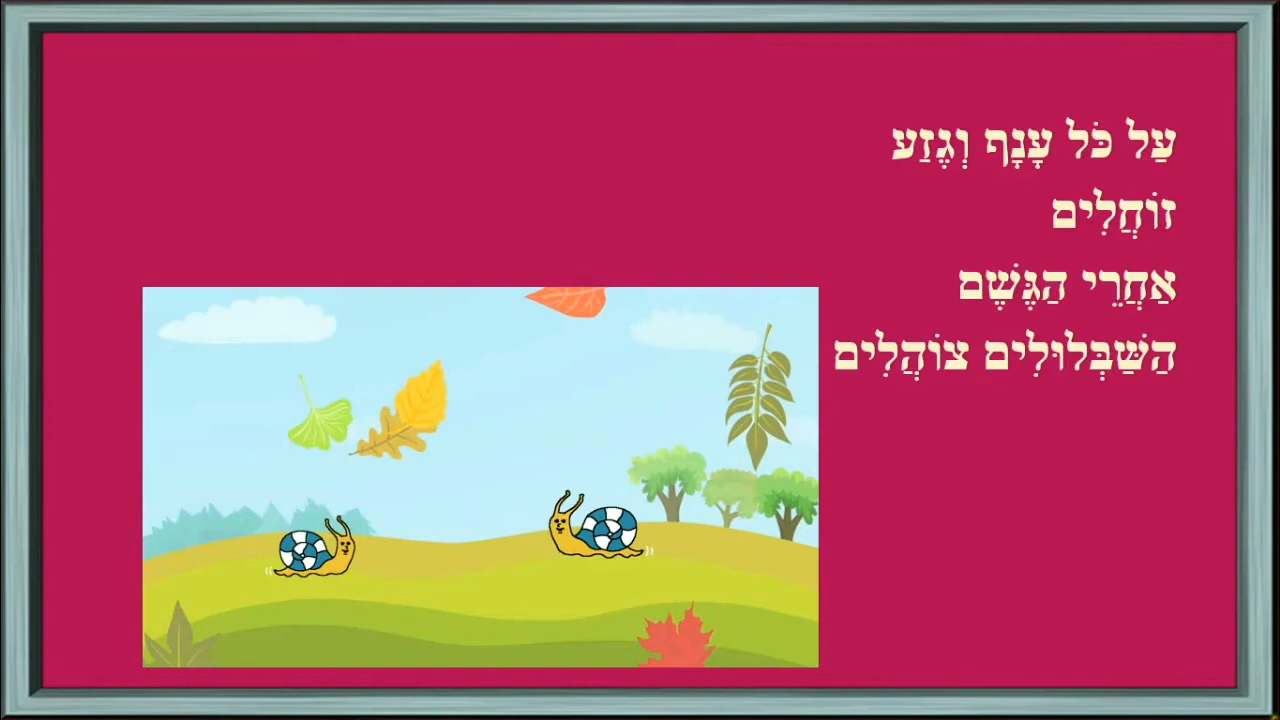 עַל כֹּל עָנָף וְגֶזַע
זוֹחֲלִים
אַחֲרֵי הַגֶּשֶׁם
הַשַּׁבְּלוּלִים צוֹהֲלִים